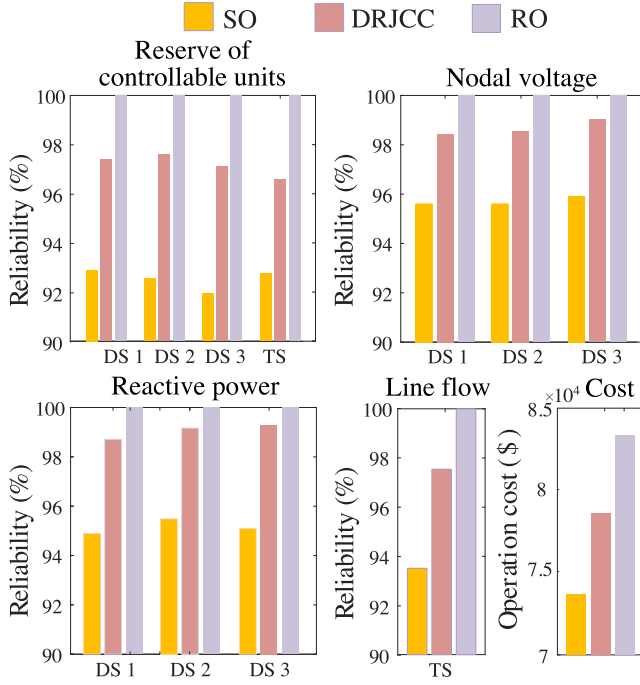 SO DRJCC RO
Reserve of
controllable units
Reliability (%)
100
98
96
94
92
90
DS 1 DS 2 DS 3 TS
Nodal voltage
Reliability (%)
100
98
96
94
92
90
DS 1 DS 2 DS 3
Reactive power
Reliability (%)
100
98
96
94
92
90
DS 1 DS 2 DS 3
Line flow
Reliability (%)
100
98
96
94
92
90
TS
Cost
×10⁴
Operation cost ($)
8.5
8
7.5
7